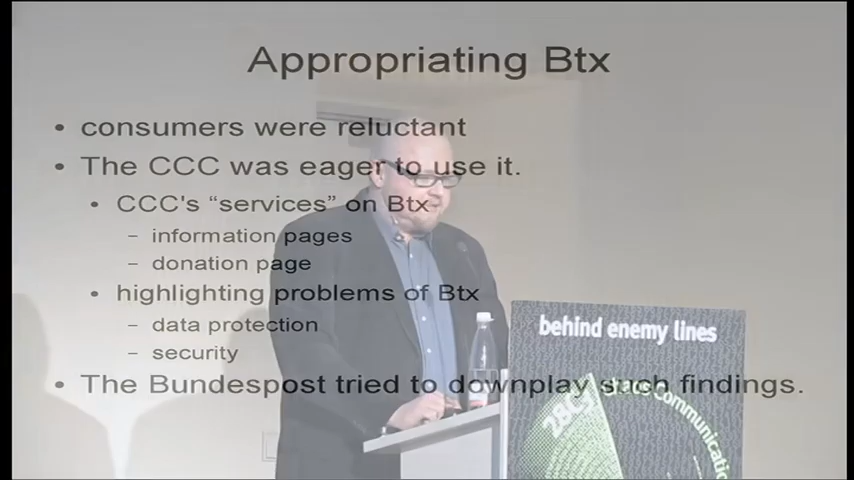 Appropriating Btx
• consumers were reluctant
• The CCC was eager to use it.
• CCC's “services” on Btx
– information pages
– donation page
• highlighting problems of Btx
– data protection
– security
• The Bundespost tried to downplay such findings.
behind enemy lines
28C3